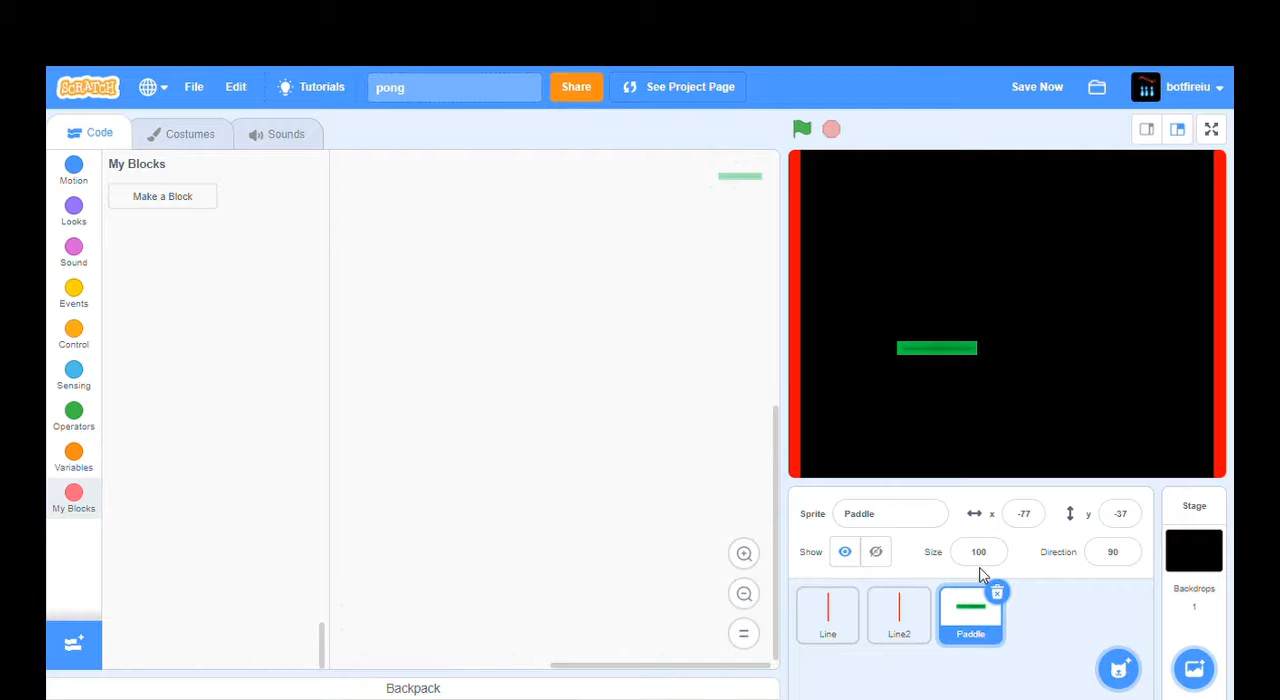 SCRATCH File Edit Tutorials pong Share See Project Page Save Now botfireiu
Code Costumes Sounds
My Blocks
Make a Block
Motion
Looks
Sound
Events
Control
Sensing
Operators
Variables
My Blocks
Sprite Paddle x -77 y -37
Show Size 100 Direction 90
Line Line2 Paddle
Stage
Backdrops
1
Backpack